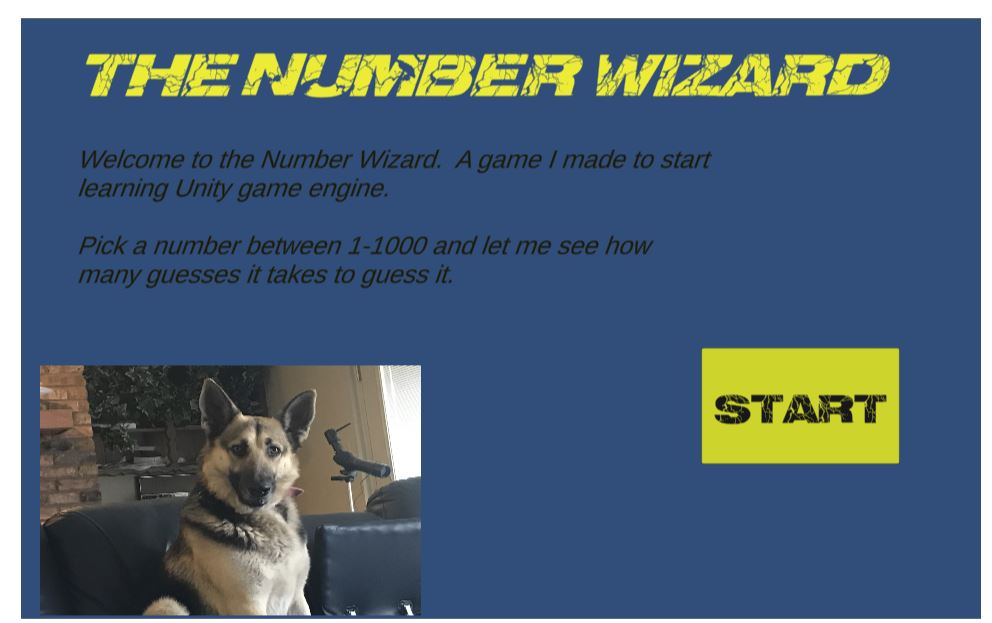 THE NUMBER WIZARD
Welcome to the Number Wizard.  A game I made to start
learning Unity game engine.
Pick a number between 1-1000 and let me see how
many guesses it takes to guess it.
START